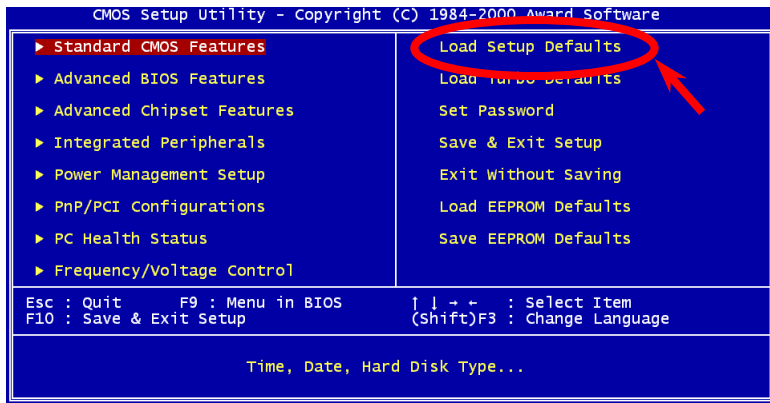 CMOS Setup Utility - Copyright (C) 1984-2000 Award Software
▶ Standard CMOS Features
▶ Advanced BIOS Features
▶ Advanced Chipset Features
▶ Integrated Peripherals
▶ Power Management Setup
▶ PnP/PCI Configurations
▶ PC Health Status
▶ Frequency/Voltage Control
Load Setup Defaults
Load Turbo Defaults
Set Password
Save & Exit Setup
Exit Without Saving
Load EEPROM Defaults
Save EEPROM Defaults
Esc : Quit F9 : Menu in BIOS ↑ ↓ → ← : Select Item
F10 : Save & Exit Setup (Shift)F3 : Change Language
Time, Date, Hard Disk Type...